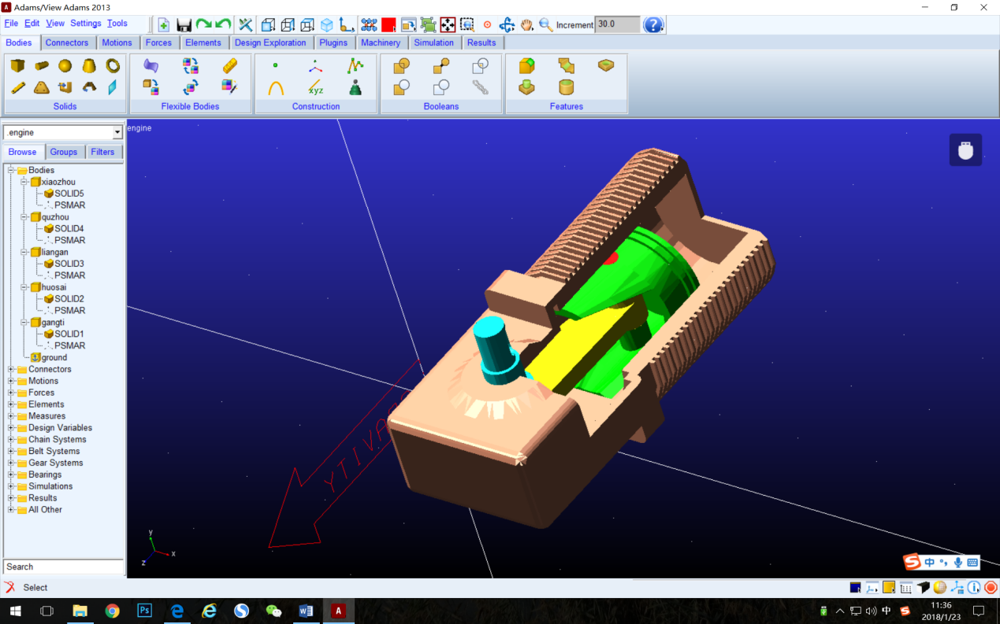 Adams/View Adams 2013
File Edit View Settings Tools
Increment 30.0
Bodies Connectors Motions Forces Elements Design Exploration Plugins Machinery Simulation Results
xyz
Solids Flexible Bodies Construction Booleans Features
.engine
engine
Browse Groups Filters
Bodies
xiaozhou
SOLID5
PSMAR
quzhou
SOLID4
PSMAR
liangan
SOLID3
PSMAR
huosai
SOLID2
PSMAR
gangti
SOLID1
PSMAR
ground
Connectors
Motions
Forces
Elements
Measures
Design Variables
Chain Systems
Belt Systems
Gear Systems
Bearings
Simulations
Results
All Other
y
x
z
Search
中
Select
Ps
A
中
11:36
2018/1/23